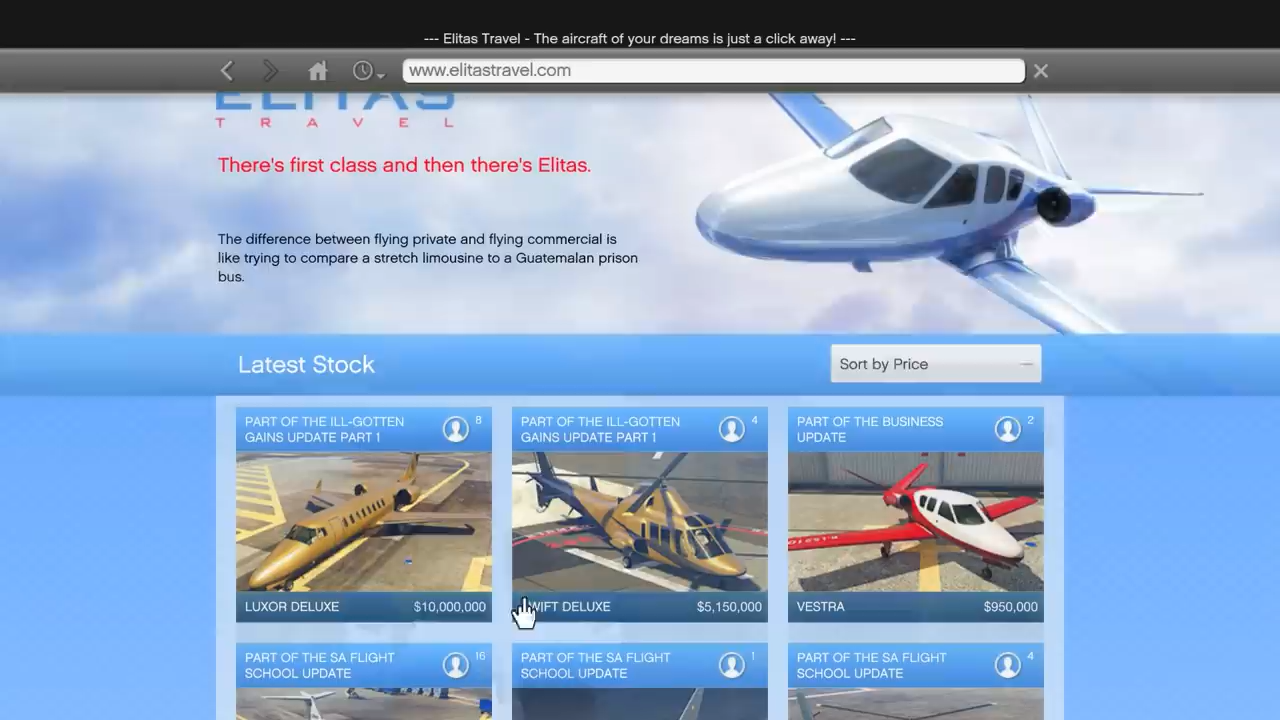 --- Elitas Travel - The aircraft of your dreams is just a click away! ---
www.elitastravel.com
ELITAS
TRAVEL
There's first class and then there's Elitas.
The difference between flying private and flying commercial is
like trying to compare a stretch limousine to a Guatemalan prison
bus.
Latest Stock
Sort by Price
PART OF THE ILL-GOTTEN
GAINS UPDATE PART 1
8
PART OF THE ILL-GOTTEN
GAINS UPDATE PART 1
4
PART OF THE BUSINESS
UPDATE
2
LUXOR DELUXE $10,000,000
SWIFT DELUXE $5,150,000
VESTRA $950,000
PART OF THE SA FLIGHT
SCHOOL UPDATE
16
PART OF THE SA FLIGHT
SCHOOL UPDATE
1
PART OF THE SA FLIGHT
SCHOOL UPDATE
4